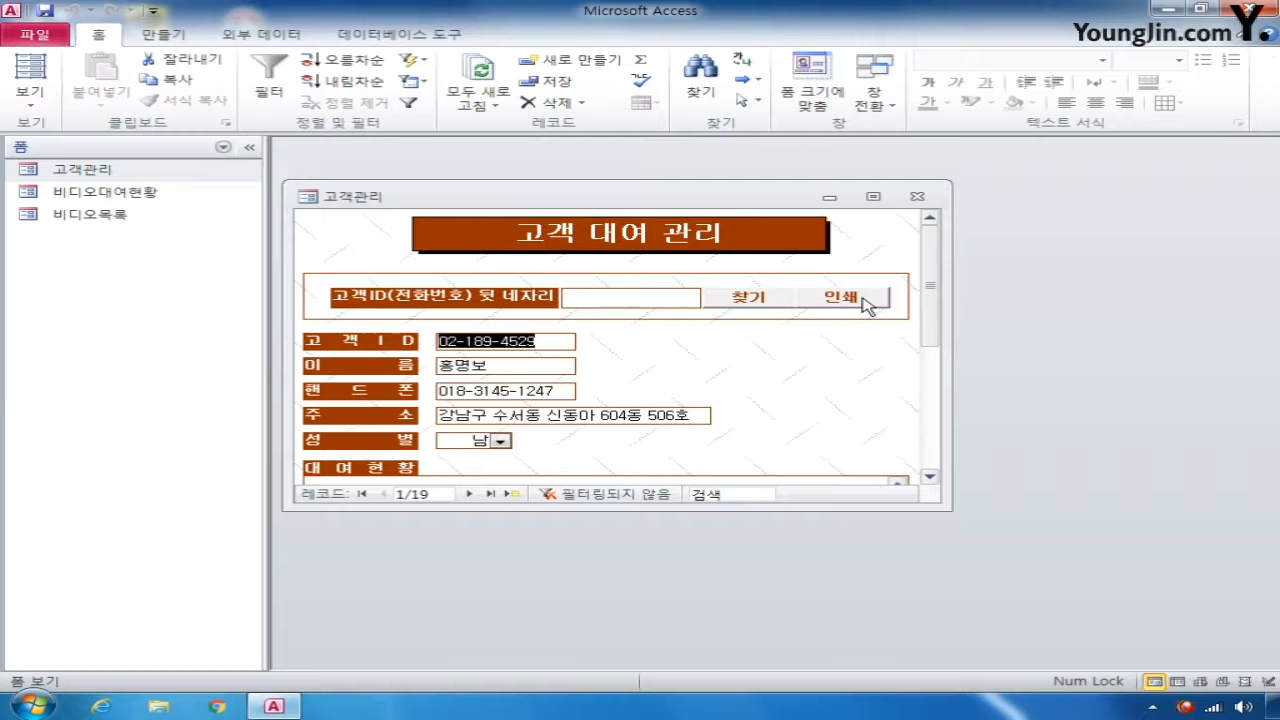 Microsoft Access
YoungJin.com Y.
파일 홈 만들기 외부 데이터 데이터베이스 도구
보기 붙여넣기 잘라내기 복사 서식 복사 필터 오름차순 내림차순 정렬 제거 모두 새로 고침 새로 만들기 저장 삭제 찾기 폼 크기에 맞춤 창 전환
가 가 가
가
보기 클립보드 정렬 및 필터 레코드 찾기 창 텍스트 서식
폼
고객관리
비디오대여현황
비디오목록
고객관리
고객 대여 관리
고객ID(전화번호) 뒷 네자리 찾기 인쇄
고 객 I D 02-189-4529
이 름 홍명보
핸 드 폰 018-3145-1247
주 소 강남구 수서동 신동아 604동 506호
성 별 남
대 여 현 황
레코드: 1/19 필터링되지 않음 검색
폼 보기 Num Lock